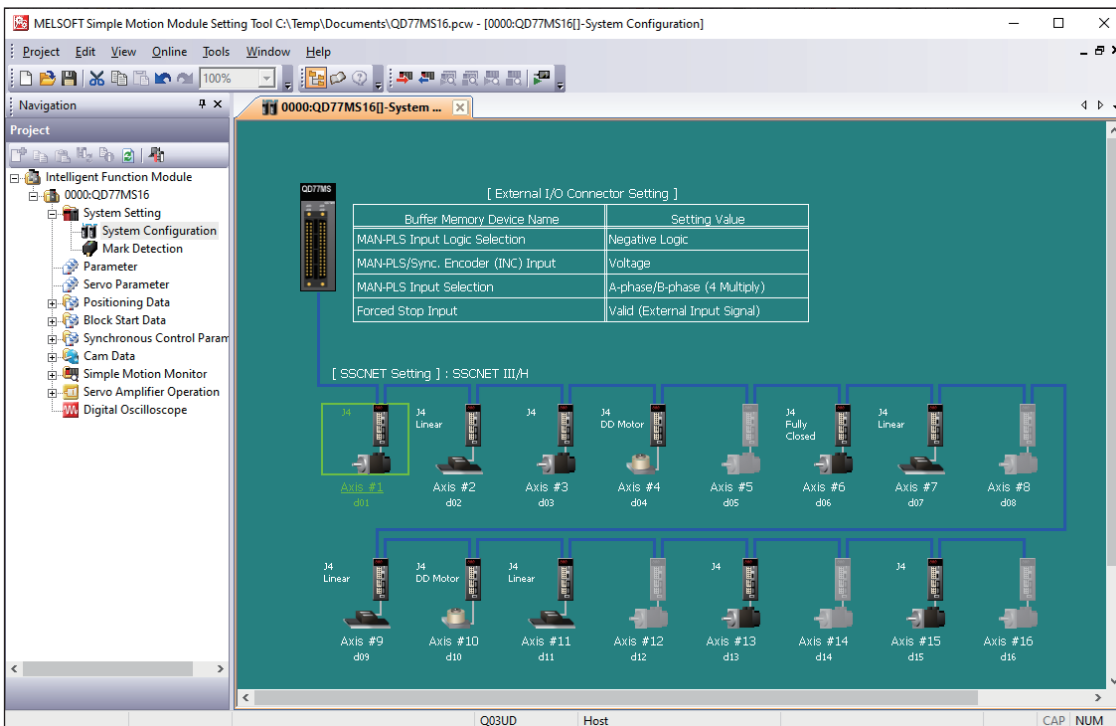 MELSOFT Simple Motion Module Setting Tool C:\Temp\Documents\QD77MS16.pcw - [0000:QD77MS16[]-System Configuration]
Project Edit View Online Tools Window Help
100%
Navigation
0000:QD77MS16[]-System ...
Project
Intelligent Function Module
0000:QD77MS16
System Setting
System Configuration
Mark Detection
Parameter
Servo Parameter
Positioning Data
Block Start Data
Synchronous Control Param
Cam Data
Simple Motion Monitor
Servo Amplifier Operation
Digital Oscilloscope
QD77MS
[ External I/O Connector Setting ]
Buffer Memory Device Name Setting Value
MAN-PLS Input Logic Selection Negative Logic
MAN-PLS/Sync. Encoder (INC) Input Voltage
MAN-PLS Input Selection A-phase/B-phase (4 Multiply)
Forced Stop Input Valid (External Input Signal)
[ SSCNET Setting ] : SSCNET III/H
J4 J4 J4 J4 J4 J4
Linear DD Motor Fully Linear
Closed
Axis #1 Axis #2 Axis #3 Axis #4 Axis #5 Axis #6 Axis #7 Axis #8
d01 d02 d03 d04 d05 d06 d07 d08
J4 J4 J4 J4 J4
Linear DD Motor Linear
Axis #9 Axis #10 Axis #11 Axis #12 Axis #13 Axis #14 Axis #15 Axis #16
d09 d10 d11 d12 d13 d14 d15 d16
Q03UD Host CAP NUM